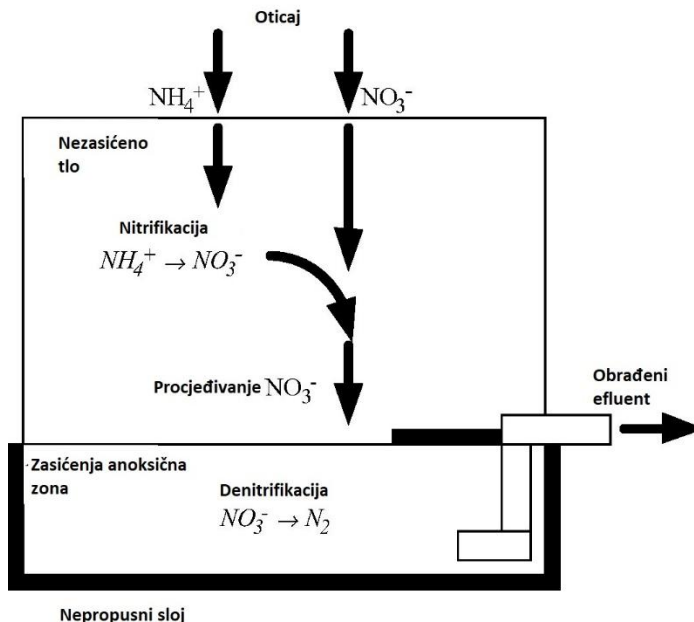 Oticaj
NH₄⁺ NO₃⁻
Nezasićeno
tlo
Nitrifikacija
NH₄⁺ → NO₃⁻
Procjeđivanje NO₃⁻
Obrađeni
efluent
Zasićenja anoksična
zona
Denitrifikacija
NO₃⁻ → N₂
Nepropusni sloj